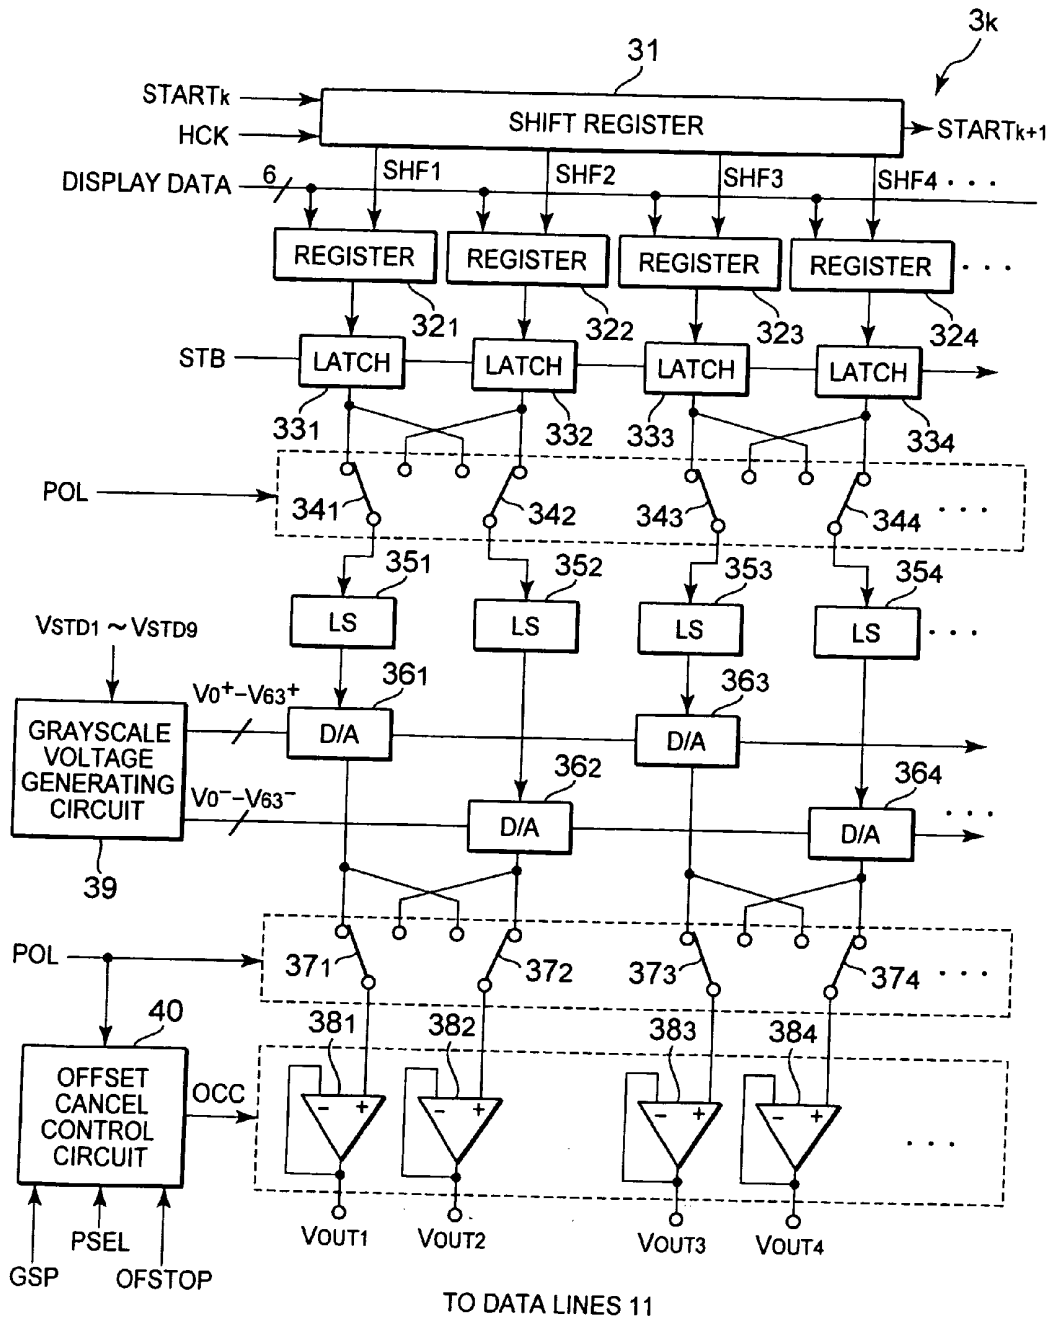 3k
31
STARTk
SHIFT REGISTER
STARTk+1
HCK
DISPLAY DATA
6
SHF1
SHF2
SHF3
SHF4 · · ·
REGISTER
REGISTER
REGISTER
REGISTER
· · ·
321
322
323
324
STB
LATCH
LATCH
LATCH
LATCH
331
332
333
334
POL
341
342
343
344
· · ·
351
352
353
354
LS
LS
LS
LS
· · ·
VSTD1 ~ VSTD9
V0+–V63+
361
363
GRAYSCALE
VOLTAGE
GENERATING
CIRCUIT
D/A
D/A
V0-–V63-
362
364
D/A
D/A
· · ·
39
POL
371
372
373
374
· · ·
40
381
382
383
384
OFFSET
CANCEL
CONTROL
CIRCUIT
OCC
– +
– +
– +
– +
· · ·
VOUT1
VOUT2
VOUT3
VOUT4
GSP
PSEL
OFSTOP
TO DATA LINES 11